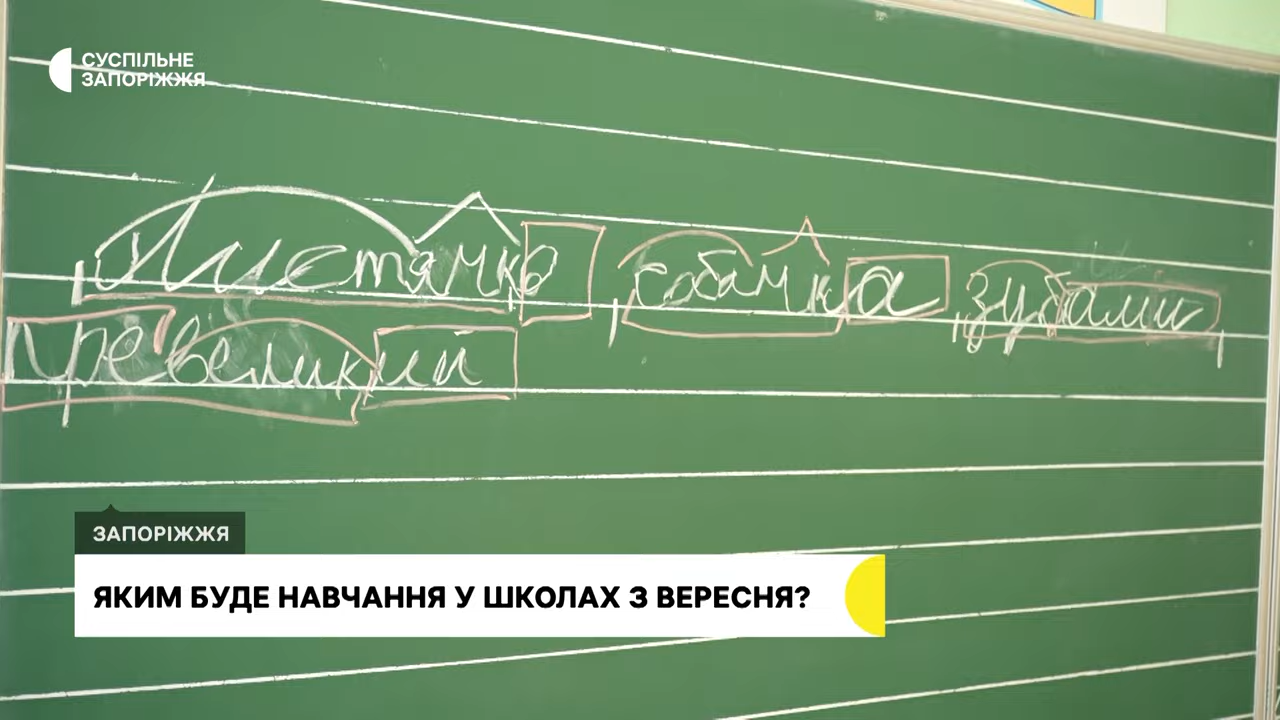 СУСПІЛЬНЕ
ЗАПОРІЖЖЯ
Листячко собачка зубами
превеликий
ЗАПОРІЖЖЯ
ЯКИМ БУДЕ НАВЧАННЯ У ШКОЛАХ З ВЕРЕСНЯ?